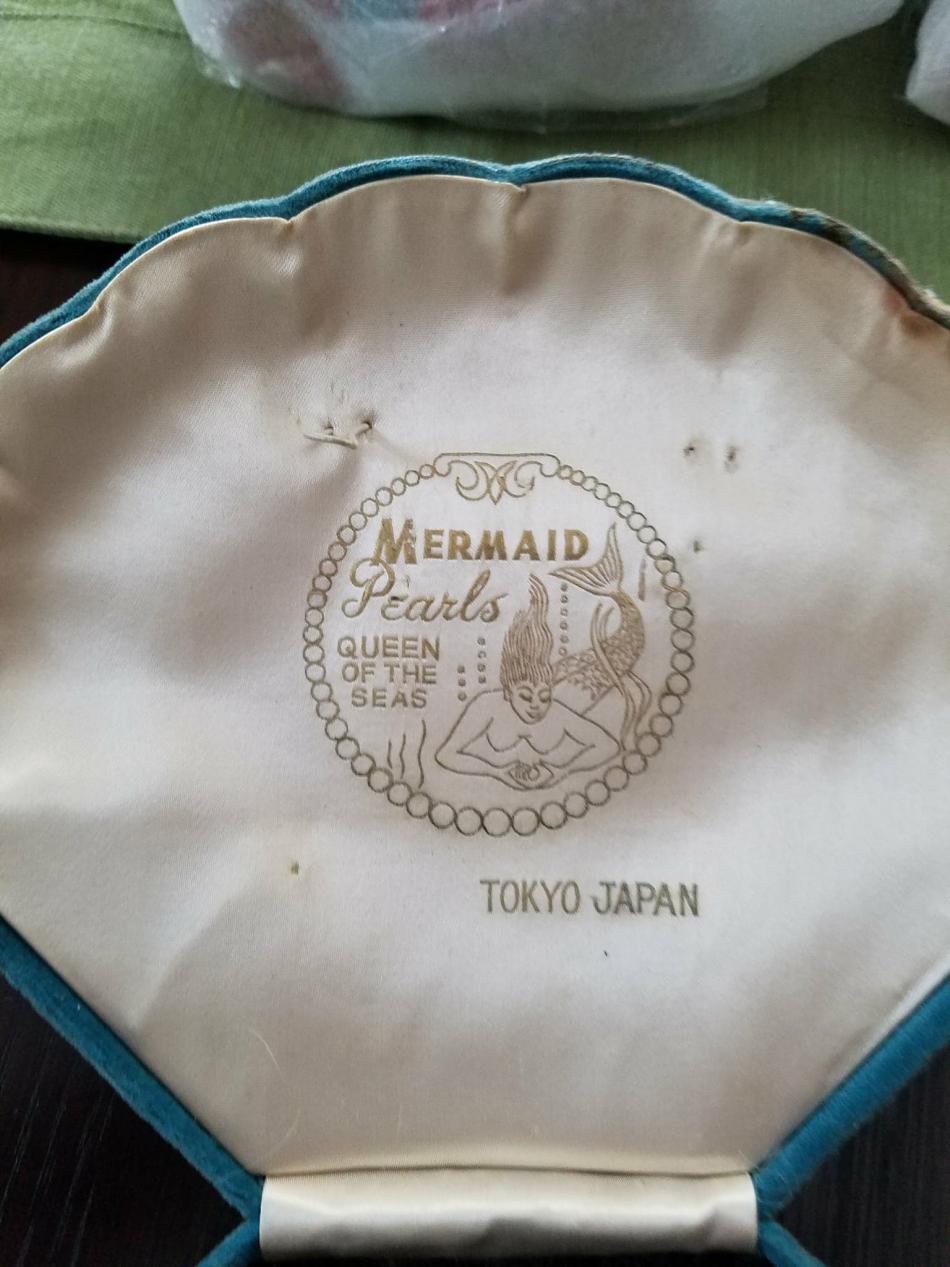 MERMAID
Pearls
QUEEN
OF THE
SEAS
TOKYO JAPAN